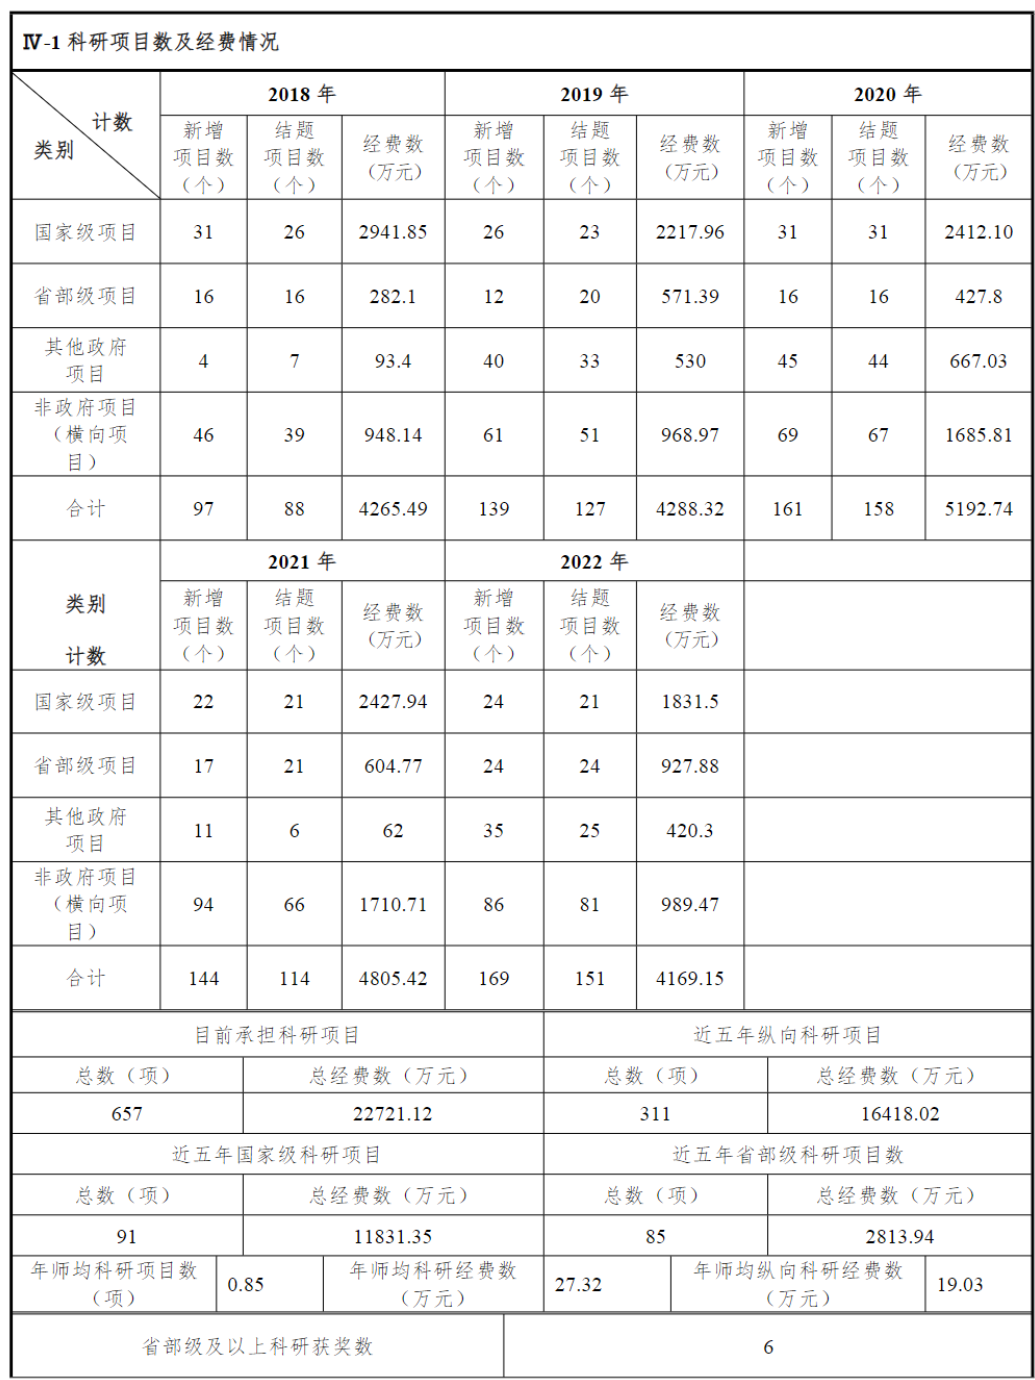 Ⅳ-1 科研项目数及经费情况
计数
类别
2018 年
2019 年
2020 年
新增
项目数
（个）
结题
项目数
（个）
经费数
（万元）
新增
项目数
（个）
结题
项目数
（个）
经费数
（万元）
新增
项目数
（个）
结题
项目数
（个）
经费数
（万元）
国家级项目 31 26 2941.85 26 23 2217.96 31 31 2412.10
省部级项目 16 16 282.1 12 20 571.39 16 16 427.8
其他政府
项目
4 7 93.4 40 33 530 45 44 667.03
非政府项目
（横向项
目）
46 39 948.14 61 51 968.97 69 67 1685.81
合计 97 88 4265.49 139 127 4288.32 161 158 5192.74
类别
计数
2021 年
2022 年
新增
项目数
（个）
结题
项目数
（个）
经费数
（万元）
新增
项目数
（个）
结题
项目数
（个）
经费数
（万元）
国家级项目 22 21 2427.94 24 21 1831.5
省部级项目 17 21 604.77 24 24 927.88
其他政府
项目
11 6 62 35 25 420.3
非政府项目
（横向项
目）
94 66 1710.71 86 81 989.47
合计 144 114 4805.42 169 151 4169.15
目前承担科研项目 近五年纵向科研项目
总数（项） 总经费数（万元） 总数（项） 总经费数（万元）
657 22721.12 311 16418.02
近五年国家级科研项目 近五年省部级科研项目数
总数（项） 总经费数（万元） 总数（项） 总经费数（万元）
91 11831.35 85 2813.94
年师均科研项目数
（项）
0.85
年师均科研经费数
（万元）
27.32
年师均纵向科研经费数
（万元）
19.03
省部级及以上科研获奖数 6